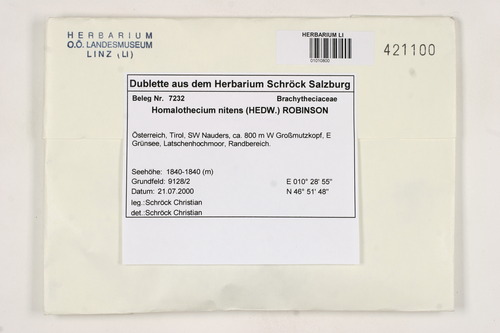 HERBARIUM
O.Ö. LANDESMUSEUM
LINZ (LI)
HERBARIUM LI
01010800
421100
Dublette aus dem Herbarium Schröck Salzburg
Beleg Nr. 7232 Brachytheciaceae
Homalothecium nitens (HEDW.) ROBINSON
Österreich, Tirol, SW Nauders, ca. 800 m W Großmutzkopf, E
Grünsee, Latschenhochmoor, Randbereich.
Seehöhe: 1840-1840 (m)
Grundfeld: 9128/2 E 010° 28' 55"
Datum: 21.07.2000 N 46° 51' 48"
leg.:Schröck Christian
det.:Schröck Christian